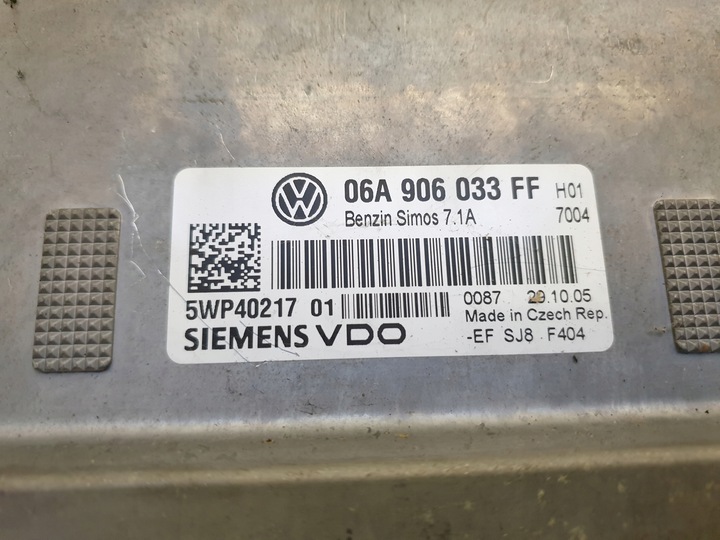 06A 906 033 FF H01
Benzin Simos 7.1A 7004
5WP40217 01 0087 29.10.05
Made in Czech Rep.
SIEMENS VDO -EF SJ8 F404